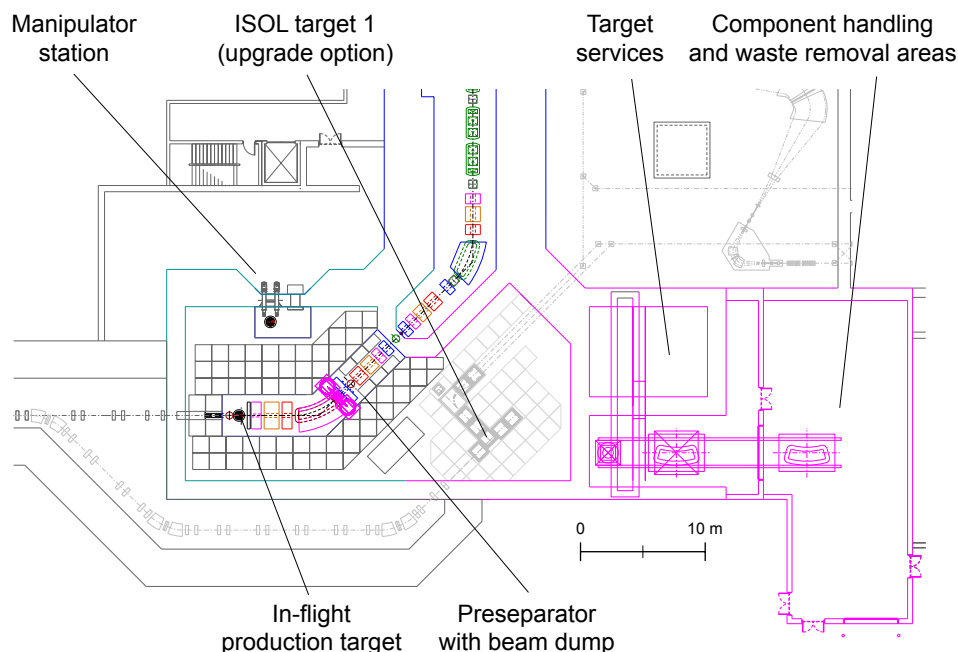 Manipulator
station
ISOL target 1
(upgrade option)
Target
services
Component handling
and waste removal areas
0
10 m
In-flight
production target
Preseparator
with beam dump